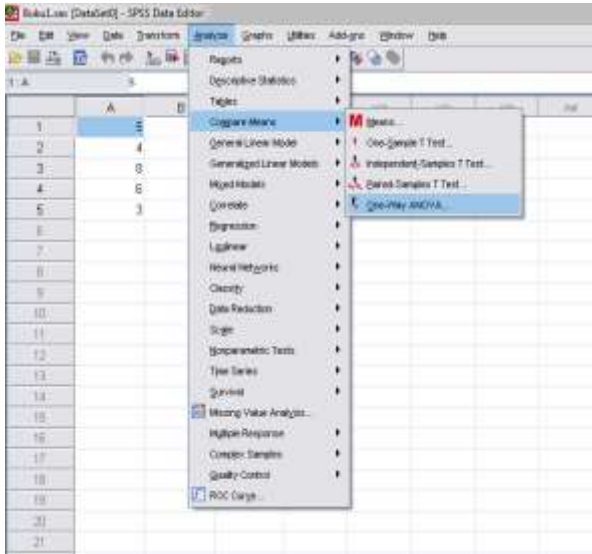 [DataSet0] - SPSS Data Editor
File Edit View Data Transform Analyze Graphs Utilities Add-ons Window Help
1 : A
A B
1
2 4
3
4 6
5 3
6
7
8
9
10
11
12
13
14
15
16
17
18
19
20
21
Reports
Descriptive Statistics
Tables
Compare Means
General Linear Model
Generalized Linear Models
Mixed Models
Correlate
Regression
Loglinear
Neural Networks
Classify
Data Reduction
Scale
Nonparametric Tests
Time Series
Survival
Missing Value Analysis...
Multiple Response
Complex Samples
Quality Control
ROC Curve...
Means...
One-Sample T Test...
Independent-Samples T Test...
Paired-Samples T Test...
One-Way ANOVA...